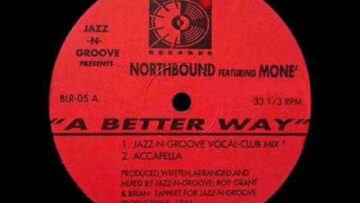 JAZZ
-N-
GROOVE
PRESENTS
RECORDS
NORTHBOUND FEATURING MONE'
BLR-05 A
33 1/3 RPM
"A BETTER WAY"
1. JAZZ-N-GROOVE VOCAL-CLUB MIX *
2. ACCAPELLA
PRODUCED,WRITTEN,ARRANGED,AND
MIXED BY JAZZ-N-GROOVE: ROY GRANT
& BRIAN- TAPPERT FOR JAZZ-N-GROOVE